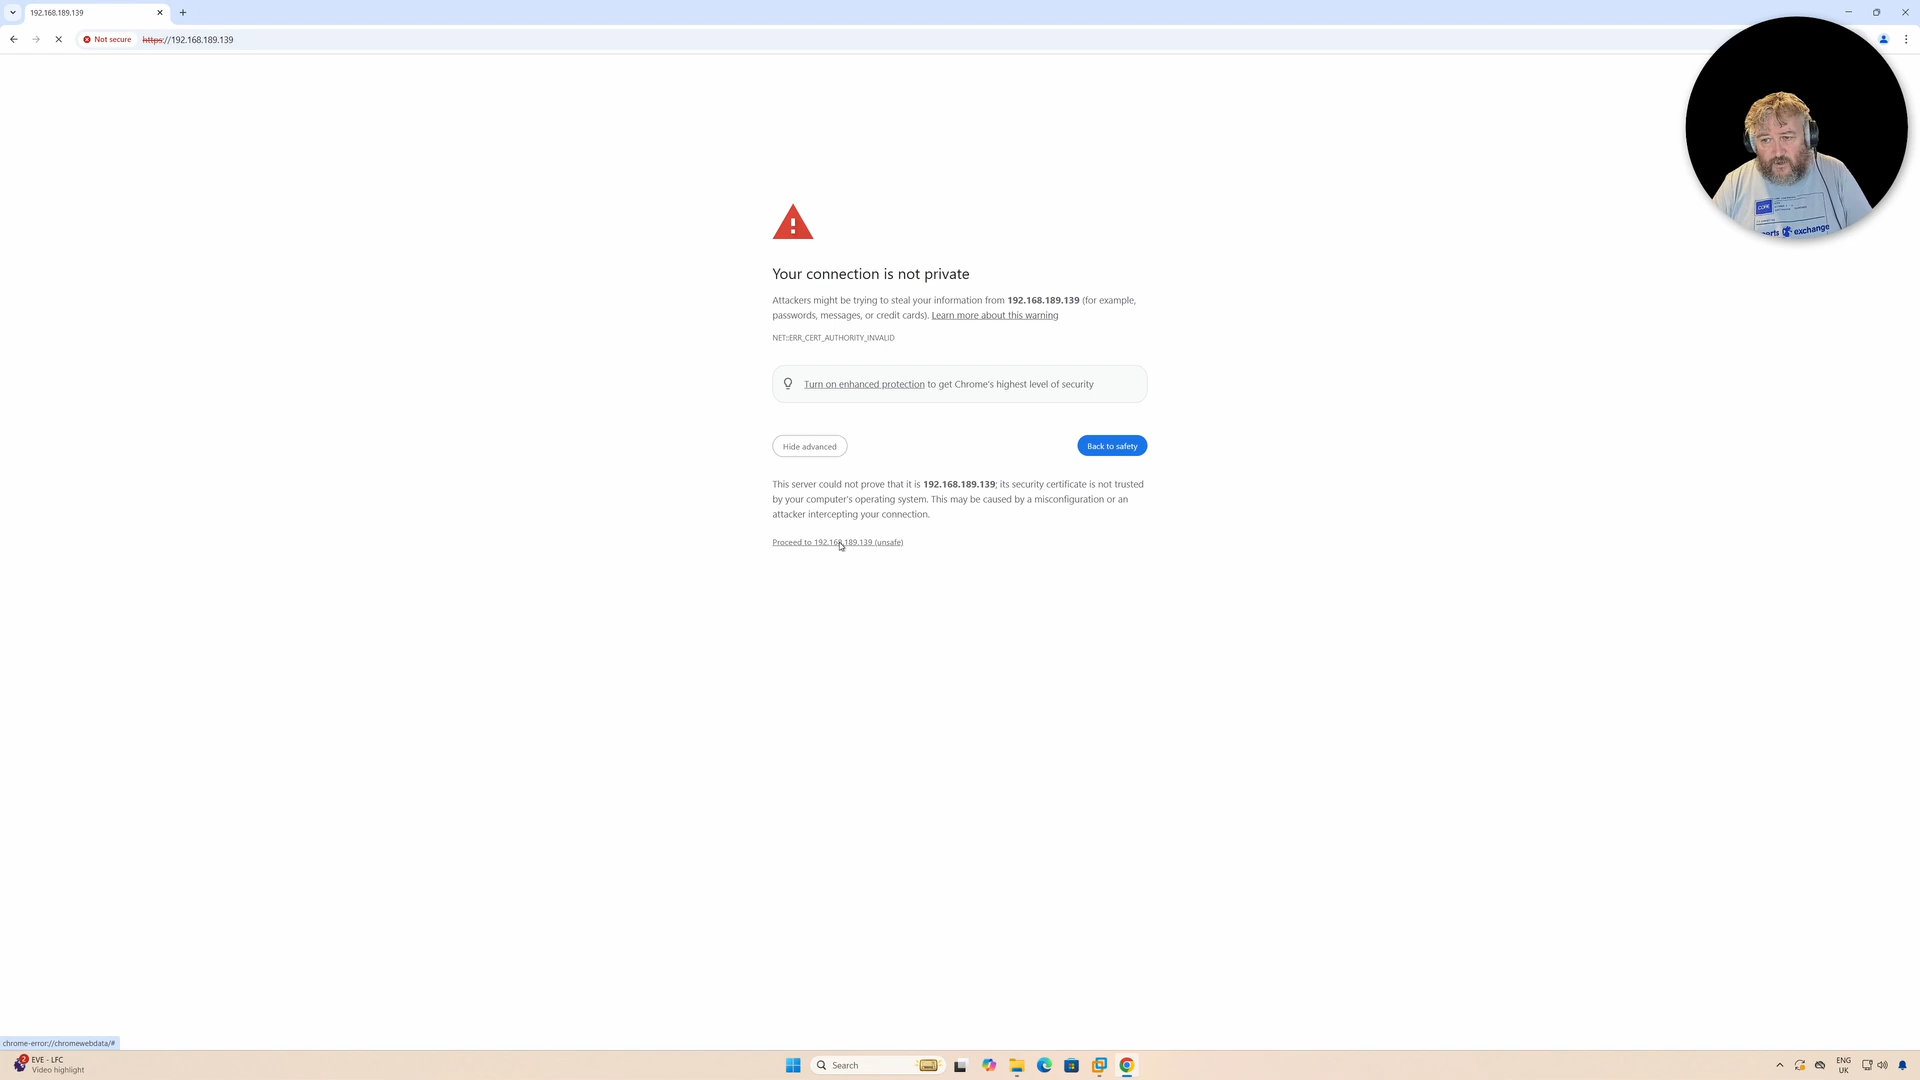 192.168.189.139
Not secure
https://192.168.189.139
CORE
exchange
Your connection is not private
Attackers might be trying to steal your information from 192.168.189.139 (for example,
passwords, messages, or credit cards). Learn more about this warning
NET::ERR_CERT_AUTHORITY_INVALID
Turn on enhanced protection to get Chrome's highest level of security
Hide advanced
Back to safety
This server could not prove that it is 192.168.189.139; its security certificate is not trusted
by your computer's operating system. This may be caused by a misconfiguration or an
attacker intercepting your connection.
Proceed to 192.168.189.139 (unsafe)
chrome-error://chromewebdata/#
2
EVE - LFC
Video highlight
Search
ENG
UK